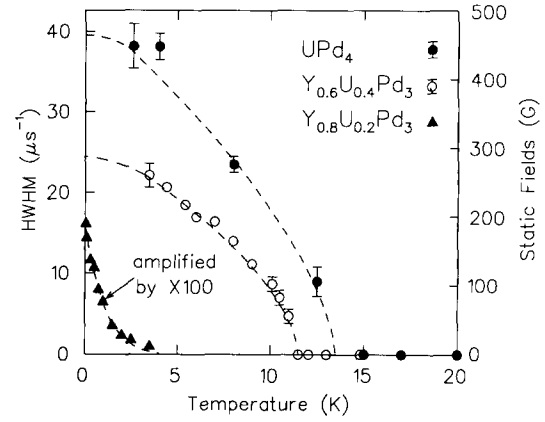 40
30
20
10
0
HWHM (μs⁻¹)
500
400
300
200
100
0
Static Fields (G)
UPd₄
Y₀.₆U₀.₄Pd₃
Y₀.₈U₀.₂Pd₃
amplified
by X100
0 5 10 15 20
Temperature (K)